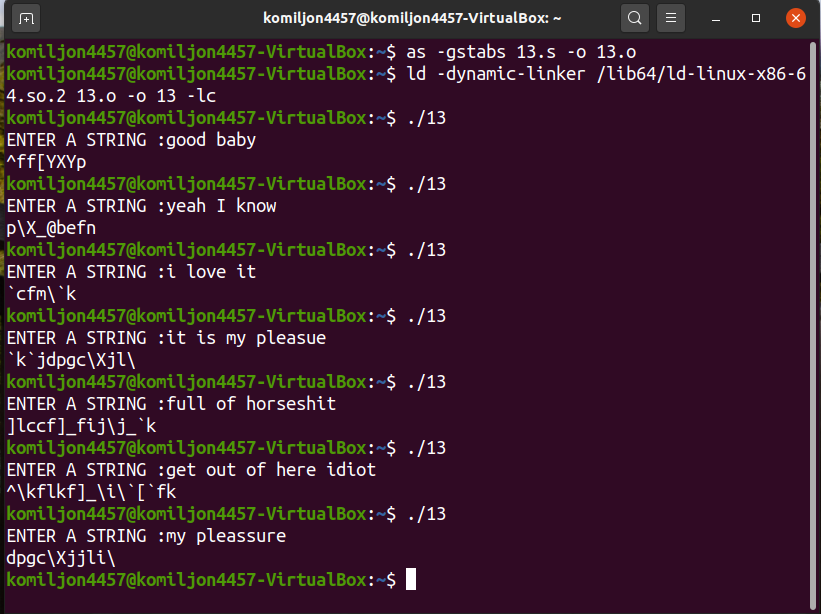 komiljon4457@komiljon4457-VirtualBox: ~
komiljon4457@komiljon4457-VirtualBox:~$ as -gstabs 13.s -o 13.o
komiljon4457@komiljon4457-VirtualBox:~$ ld -dynamic-linker /lib64/ld-linux-x86-6
4.so.2 13.o -o 13 -lc
komiljon4457@komiljon4457-VirtualBox:~$ ./13
ENTER A STRING :good baby
^ff[YXYp
komiljon4457@komiljon4457-VirtualBox:~$ ./13
ENTER A STRING :yeah I know
p\X_@befn
komiljon4457@komiljon4457-VirtualBox:~$ ./13
ENTER A STRING :i love it
`cfm\`k
komiljon4457@komiljon4457-VirtualBox:~$ ./13
ENTER A STRING :it is my pleasue
`k`jdpgc\Xjl\
komiljon4457@komiljon4457-VirtualBox:~$ ./13
ENTER A STRING :full of horseshit
]lccf]_fij\j_`k
komiljon4457@komiljon4457-VirtualBox:~$ ./13
ENTER A STRING :get out of here idiot
^\kflkf]_\i\`[`fk
komiljon4457@komiljon4457-VirtualBox:~$ ./13
ENTER A STRING :my pleassure
dpgc\Xjjli\
komiljon4457@komiljon4457-VirtualBox:~$